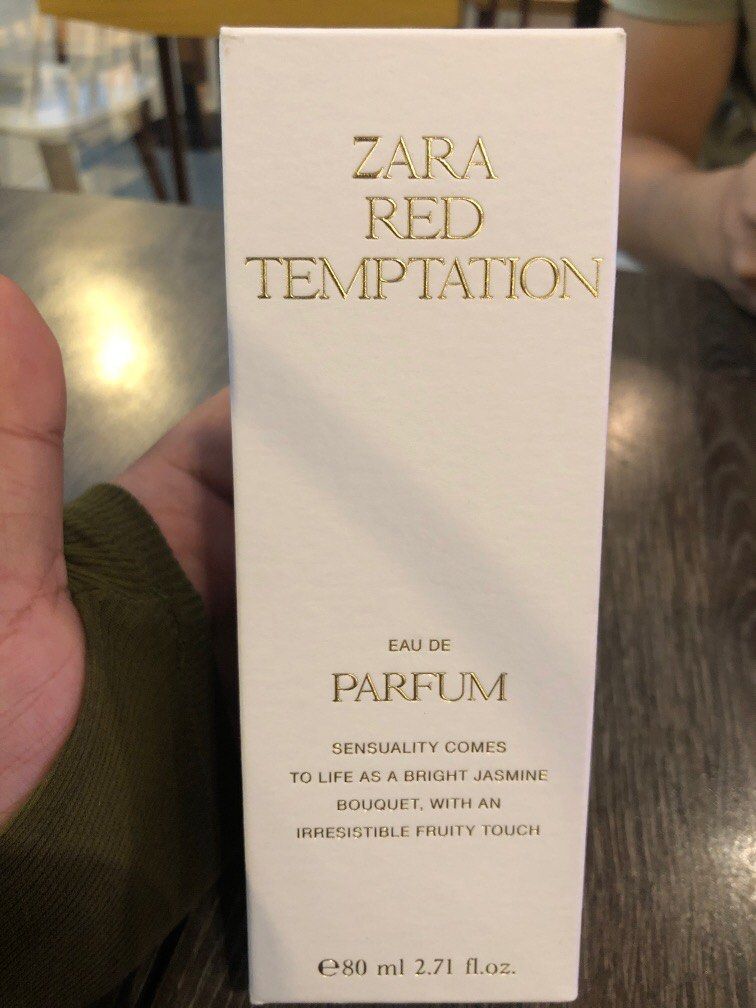 ZARA
RED
TEMPTATION
EAU DE
PARFUM
SENSUALITY COMES
TO LIFE AS A BRIGHT JASMINE
BOUQUET, WITH AN
IRRESISTIBLE FRUITY TOUCH
℮80 ml 2.71 fl.oz.